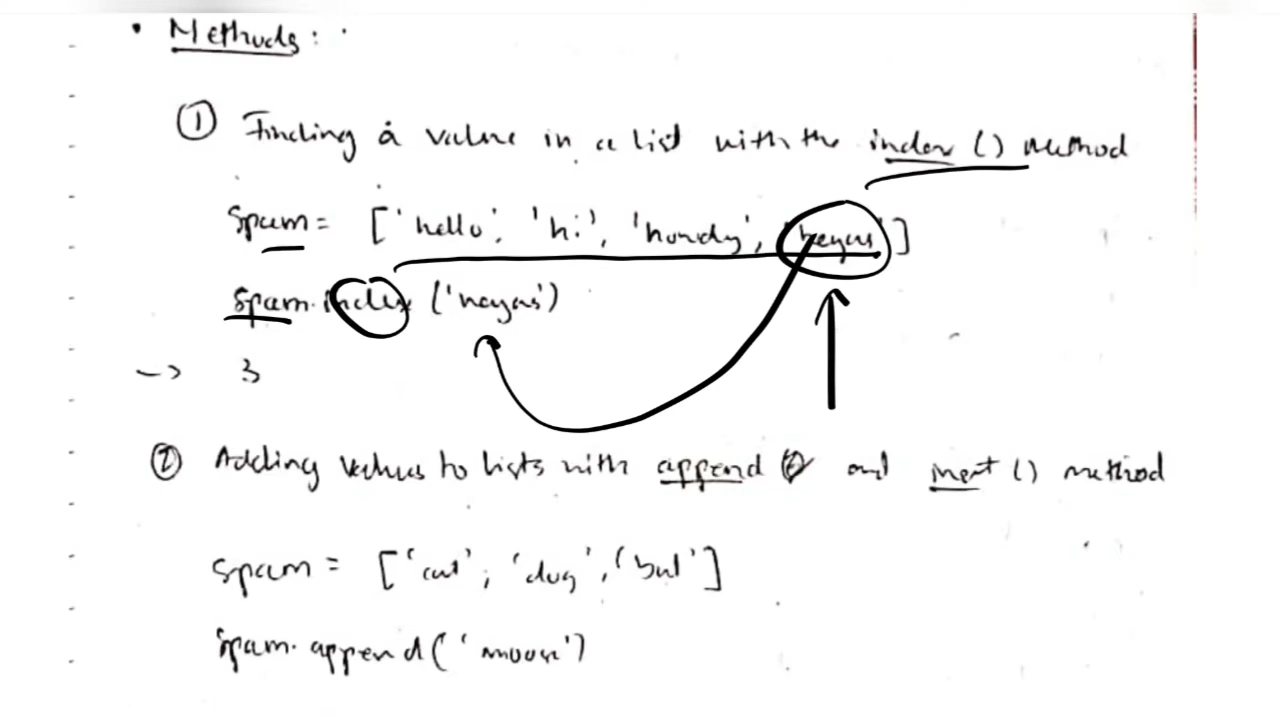 • Methods:
① Finding a value in a list with the index () method
Spam = ['hello', 'hi', 'howdy', 'heyas']
Spam.index ('heyas')
-> 3
② Adding values to lists with append () and insert () method
Spam = ['cat', 'dog', 'bat']
Spam.append('moose')